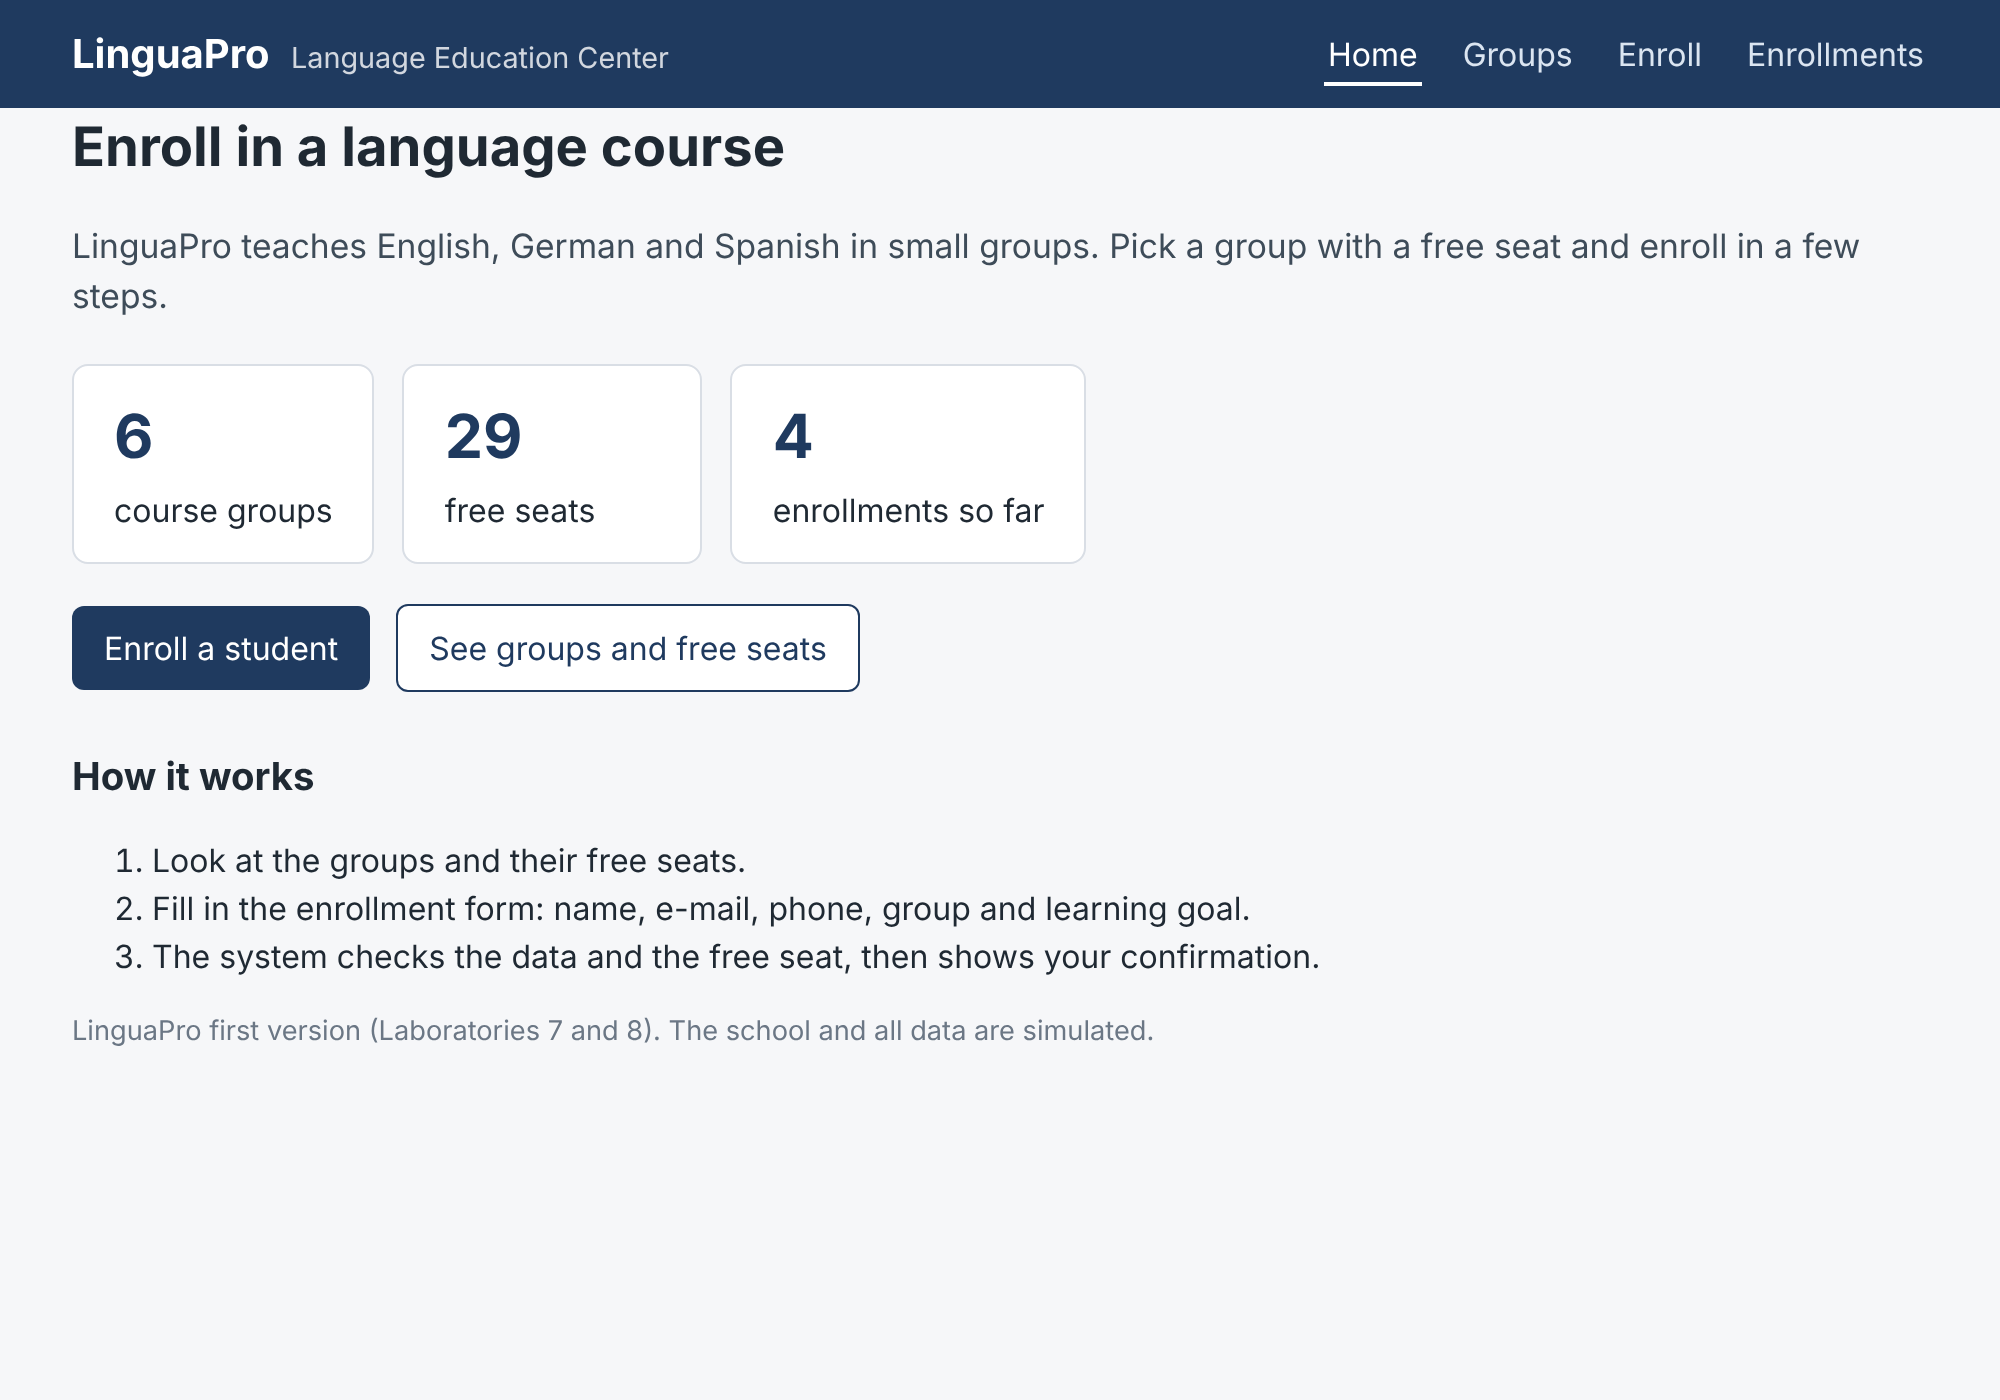 LinguaPro Language Education Center Home Groups Enroll Enrollments
Enroll in a language course
LinguaPro teaches English, German and Spanish in small groups. Pick a group with a free seat and enroll in a few
steps.
6
course groups
29
free seats
4
enrollments so far
Enroll a student
See groups and free seats
How it works
1. Look at the groups and their free seats.
2. Fill in the enrollment form: name, e-mail, phone, group and learning goal.
3. The system checks the data and the free seat, then shows your confirmation.
LinguaPro first version (Laboratories 7 and 8). The school and all data are simulated.